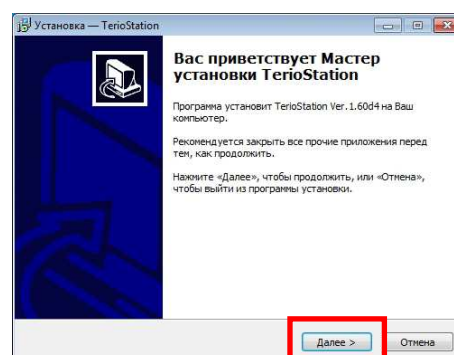 Установка — TerioStation
Вас приветствует Мастер
установки TerioStation
Программа установит TerioStation Ver.1.60d4 на Ваш
компьютер.
Рекомендуется закрыть все прочие приложения перед
тем, как продолжить.
Нажмите «Далее», чтобы продолжить, или «Отмена»,
чтобы выйти из программы установки.
Далее >
Отмена